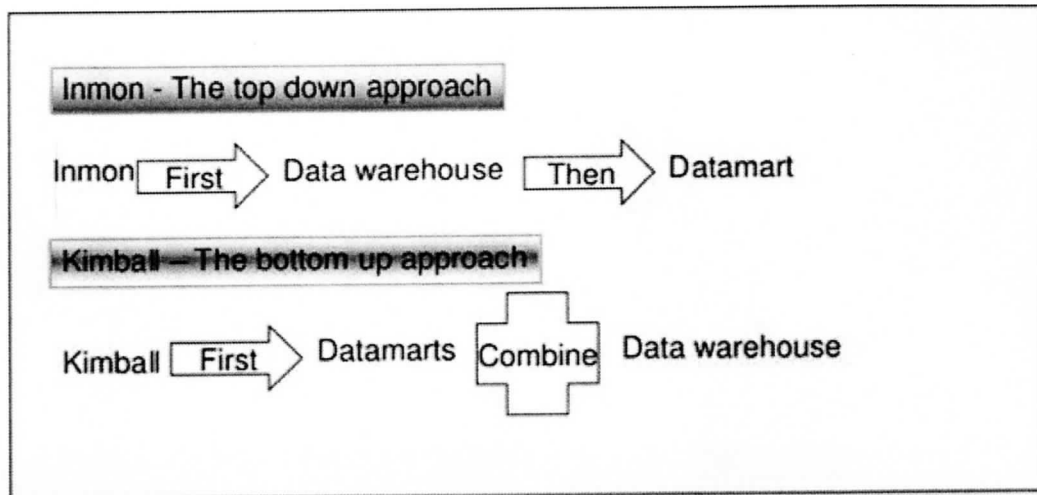 Inmon - The top down approach
Inmon First Data warehouse Then Datamart
Kimball – The bottom up approach
Kimball First Datamarts Combine Data warehouse